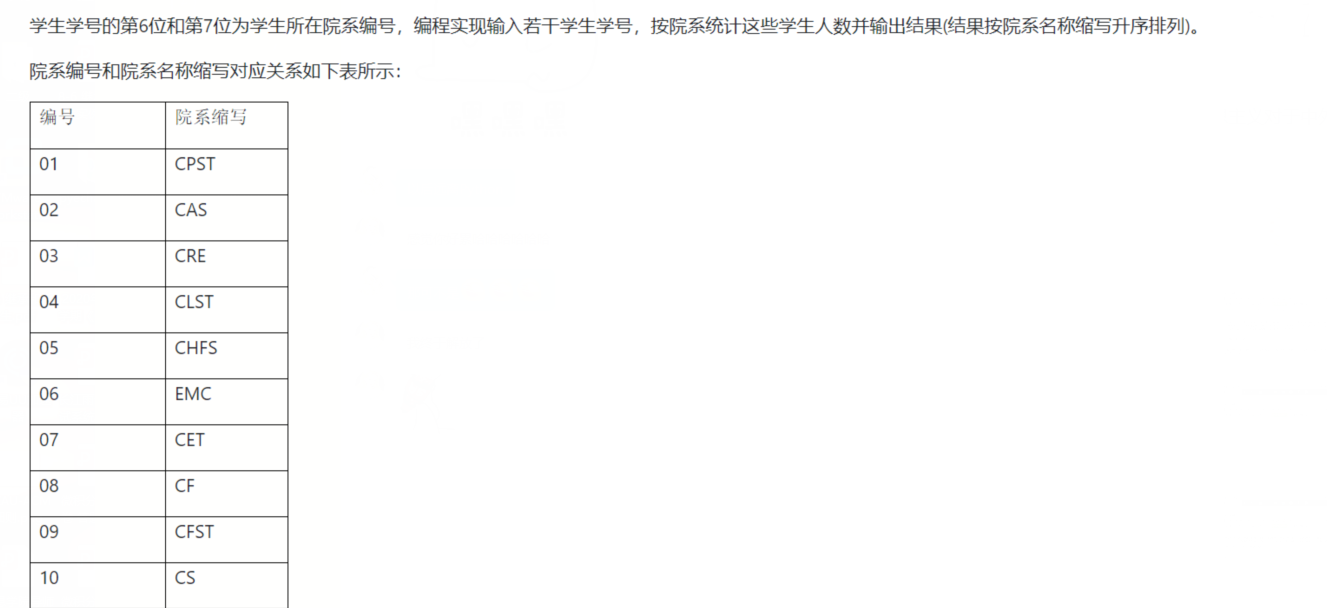 学生学号的第6位和第7位为学生所在院系编号，编程实现输入若干学生学号，按院系统计这些学生人数并输出结果(结果按院系名称缩写升序排列)。
院系编号和院系名称缩写对应关系如下表所示：
编号 院系缩写
01 CPST
02 CAS
03 CRE
04 CLST
05 CHFS
06 EMC
07 CET
08 CF
09 CFST
10 CS